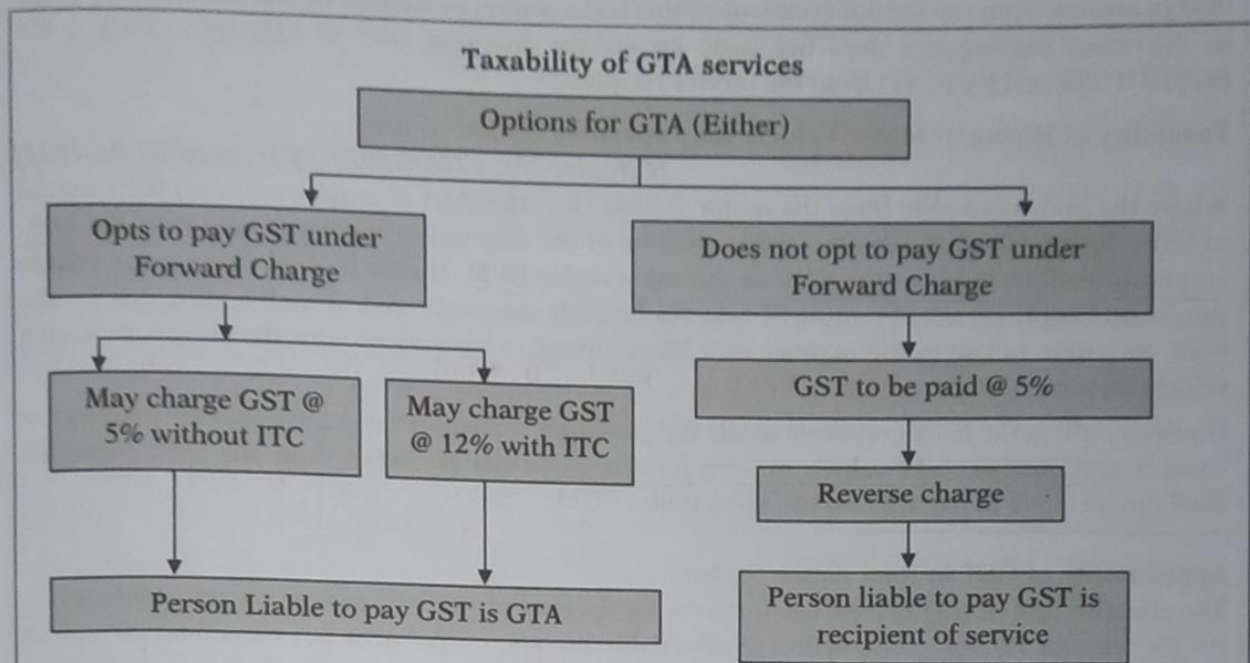 Taxability of GTA services
Options for GTA (Either)
Opts to pay GST under
Forward Charge
Does not opt to pay GST under
Forward Charge
May charge GST @
5% without ITC
May charge GST
@ 12% with ITC
GST to be paid @ 5%
Reverse charge
Person Liable to pay GST is GTA
Person liable to pay GST is
recipient of service